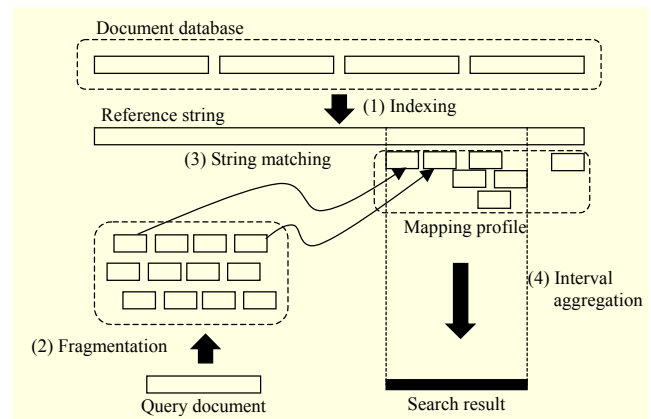 Document database
(1) Indexing
Reference string
(3) String matching
Mapping profile
(4) Interval
aggregation
(2) Fragmentation
Query document
Search result